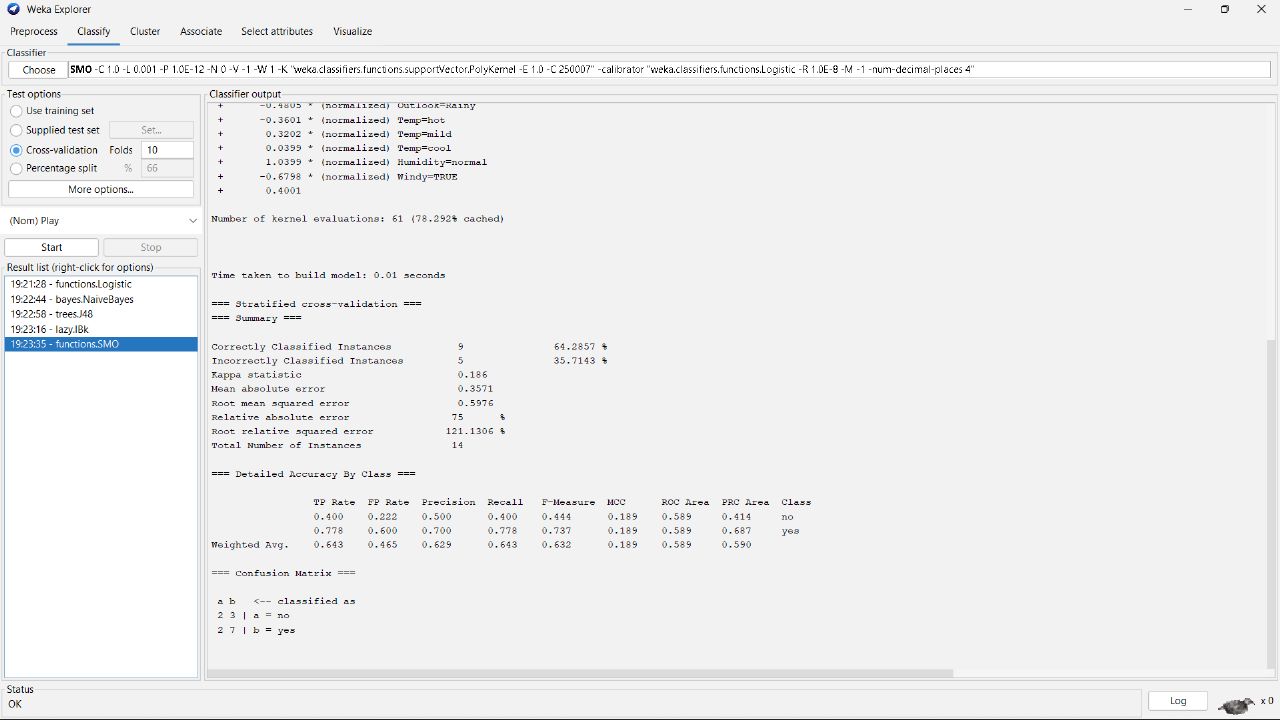 Weka Explorer
Preprocess Classify Cluster Associate Select attributes Visualize
Classifier
Choose SMO -C 1.0 -L 0.001 -P 1.0E-12 -N 0 -V -1 -W 1 -K "weka.classifiers.functions.supportVector.PolyKernel -E 1.0 -C 250007" -calibrator "weka.classifiers.functions.Logistic -R 1.0E-8 -M -1 -num-decimal-places 4"
Test options
Use training set
Supplied test set Set...
Cross-validation Folds 10
Percentage split % 66
More options...
(Nom) Play
Start Stop
Result list (right-click for options)
19:21:28 - functions.Logistic
19:22:44 - bayes.NaiveBayes
19:22:58 - trees.J48
19:23:16 - lazy.IBk
19:23:35 - functions.SMO
Classifier output
+ -0.4805 * (normalized) Outlook=Rainy
+ -0.3601 * (normalized) Temp=hot
+ 0.3202 * (normalized) Temp=mild
+ 0.0399 * (normalized) Temp=cool
+ 1.0399 * (normalized) Humidity=normal
+ -0.6798 * (normalized) Windy=TRUE
+ 0.4001
Number of kernel evaluations: 61 (78.292% cached)
Time taken to build model: 0.01 seconds
=== Stratified cross-validation ===
=== Summary ===
Correctly Classified Instances 9 64.2857 %
Incorrectly Classified Instances 5 35.7143 %
Kappa statistic 0.186
Mean absolute error 0.3571
Root mean squared error 0.5976
Relative absolute error 75 %
Root relative squared error 121.1306 %
Total Number of Instances 14
=== Detailed Accuracy By Class ===
TP Rate FP Rate Precision Recall F-Measure MCC ROC Area PRC Area Class
0.400 0.222 0.500 0.400 0.444 0.189 0.589 0.414 no
0.778 0.600 0.700 0.778 0.737 0.189 0.589 0.687 yes
Weighted Avg. 0.643 0.465 0.629 0.643 0.632 0.189 0.589 0.590
=== Confusion Matrix ===
a b <-- classified as
2 3 | a = no
2 7 | b = yes
Status
OK
Log x 0